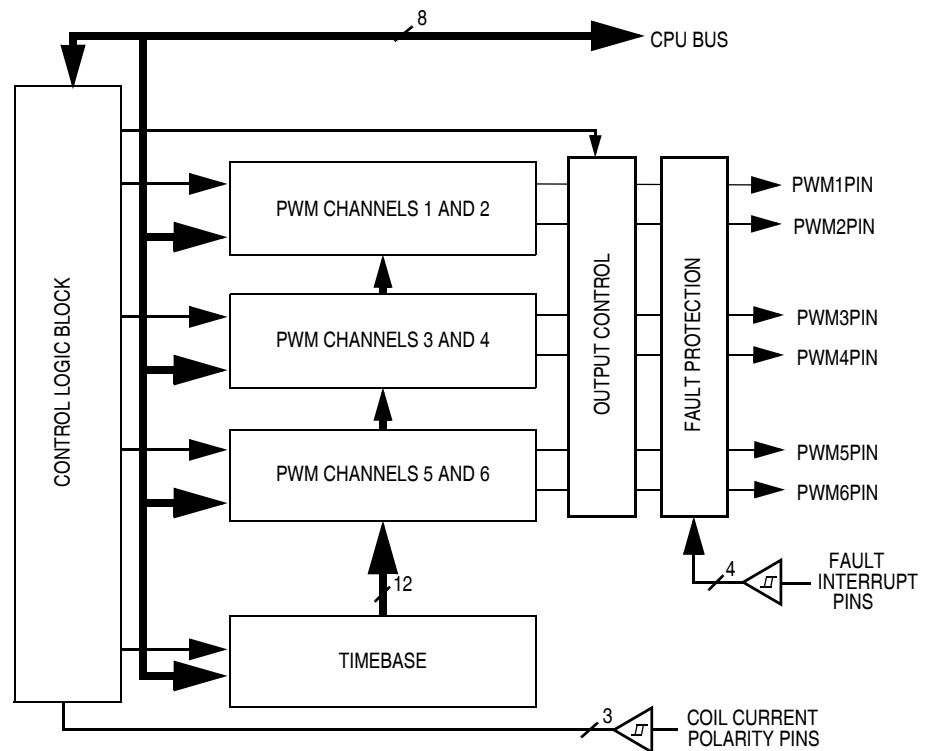 8
CPU BUS
CONTROL LOGIC BLOCK
PWM CHANNELS 1 AND 2
PWM CHANNELS 3 AND 4
PWM CHANNELS 5 AND 6
12
TIMEBASE
OUTPUT CONTROL
FAULT PROTECTION
PWM1PIN
PWM2PIN
PWM3PIN
PWM4PIN
PWM5PIN
PWM6PIN
4
FAULT
INTERRUPT
PINS
3
COIL CURRENT
POLARITY PINS